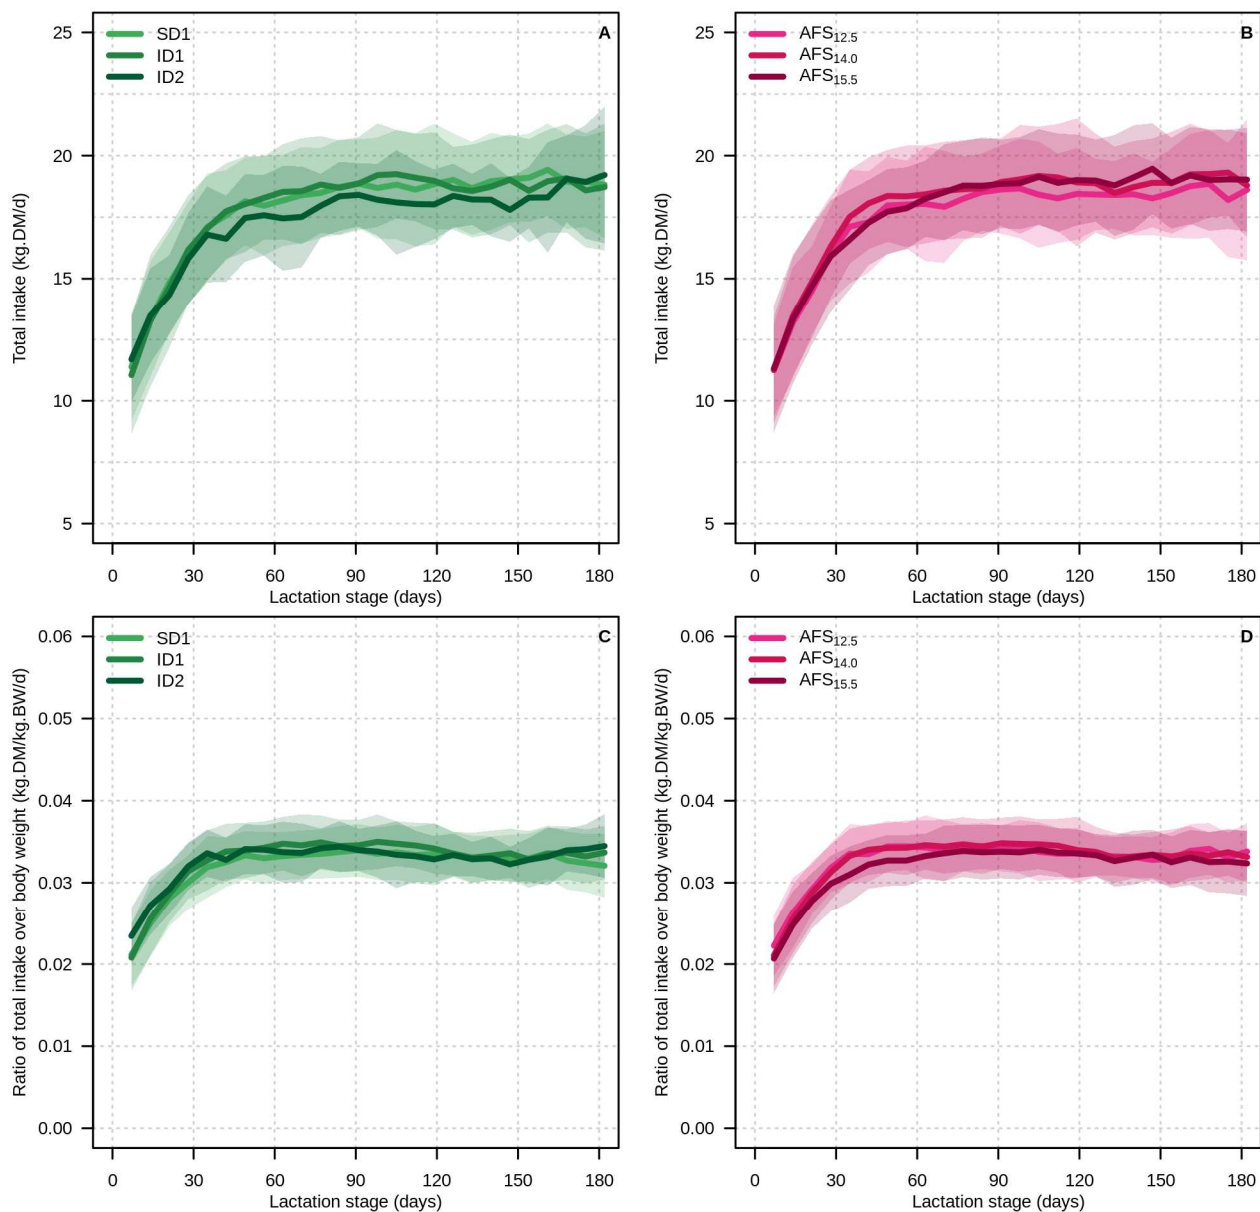 A
SD1
ID1
ID2
Total intake (kg.DM/d)
25
20
15
10
5
0 30 60 90 120 150 180
Lactation stage (days)
B
AFS12.5
AFS14.0
AFS15.5
Total intake (kg.DM/d)
25
20
15
10
5
0 30 60 90 120 150 180
Lactation stage (days)
C
SD1
ID1
ID2
Ratio of total intake over body weight (kg.DM/kg.BW/d)
0.06
0.05
0.04
0.03
0.02
0.01
0.00
0 30 60 90 120 150 180
Lactation stage (days)
D
AFS12.5
AFS14.0
AFS15.5
Ratio of total intake over body weight (kg.DM/kg.BW/d)
0.06
0.05
0.04
0.03
0.02
0.01
0.00
0 30 60 90 120 150 180
Lactation stage (days)